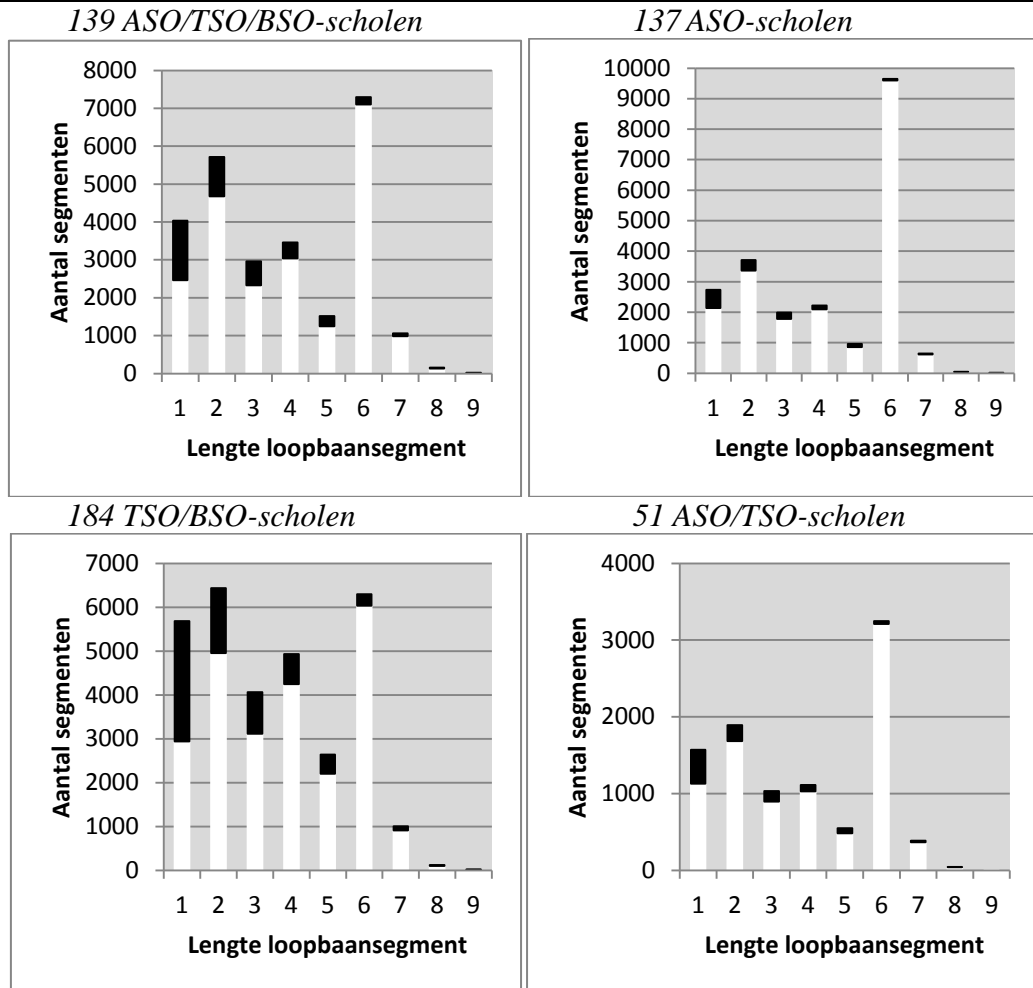 139 ASO/TSO/BSO-scholen
8000
7000
6000
5000
4000
3000
2000
1000
0
Aantal segmenten
1 2 3 4 5 6 7 8 9
Lengte loopbaansegment
137 ASO-scholen
10000
9000
8000
7000
6000
5000
4000
3000
2000
1000
0
Aantal segmenten
1 2 3 4 5 6 7 8 9
Lengte loopbaansegment
184 TSO/BSO-scholen
7000
6000
5000
4000
3000
2000
1000
0
Aantal segmenten
1 2 3 4 5 6 7 8 9
Lengte loopbaansegment
51 ASO/TSO-scholen
4000
3000
2000
1000
0
Aantal segmenten
1 2 3 4 5 6 7 8 9
Lengte loopbaansegment